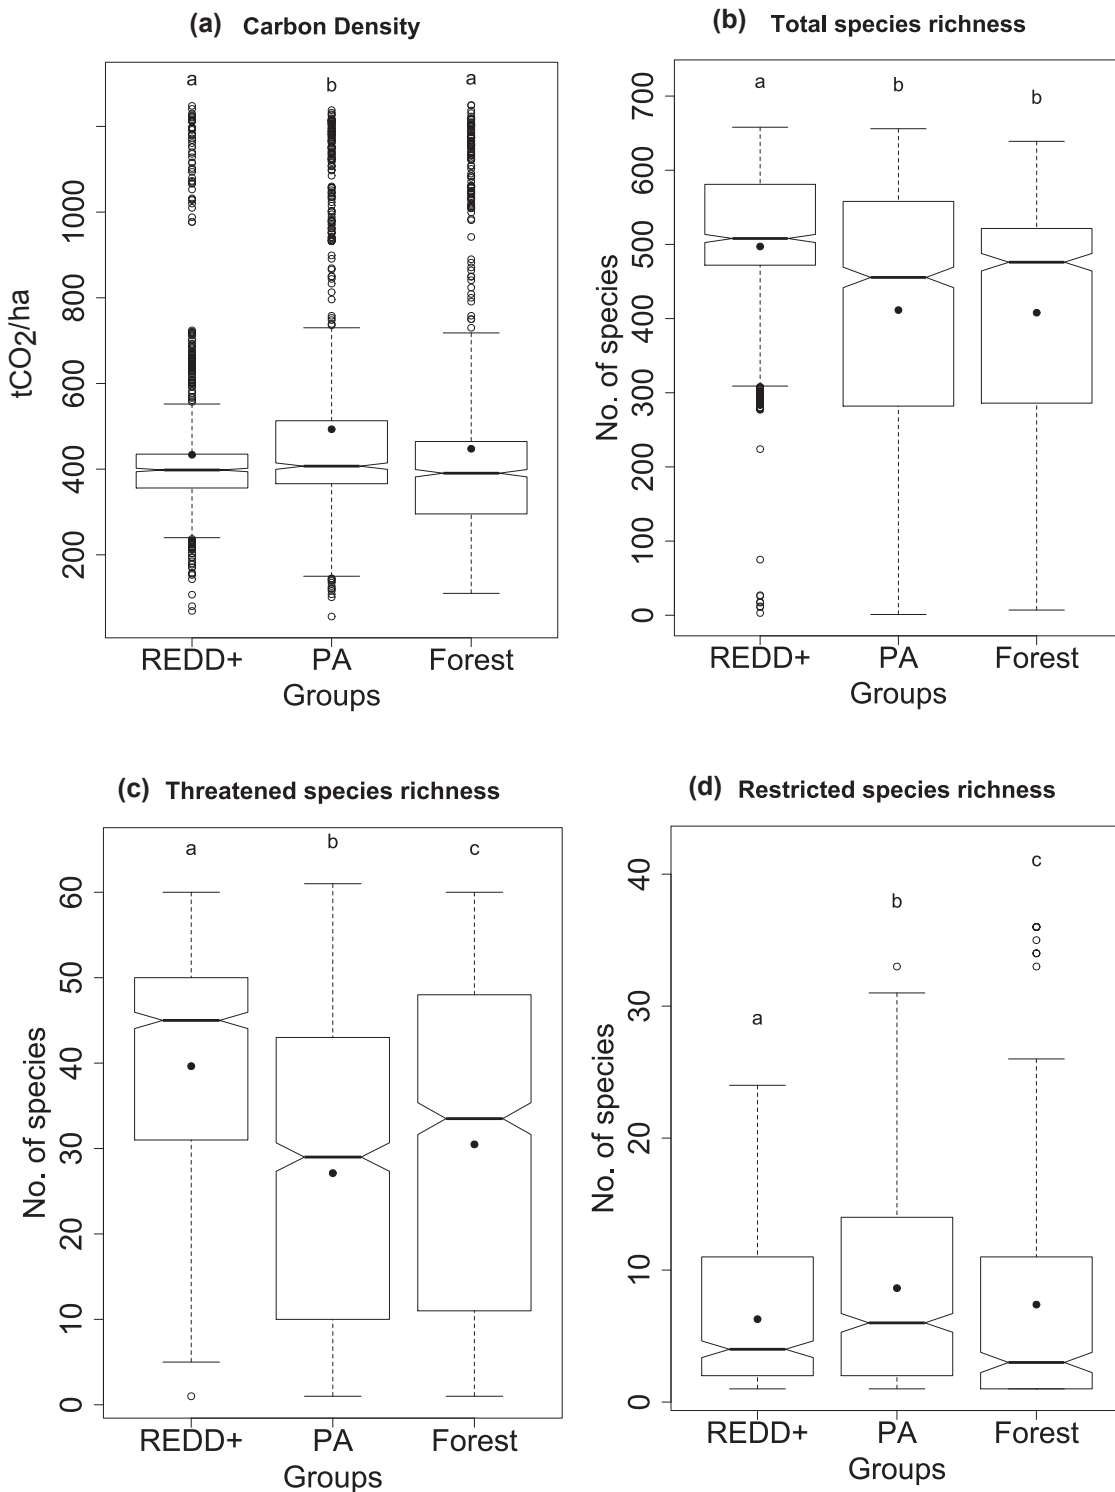 (a) Carbon Density
a b a
tCO2/ha
1000
800
600
400
200
REDD+ PA Forest
Groups
(b) Total species richness
a b b
No. of species
700
600
500
400
300
200
100
0
REDD+ PA Forest
Groups
(c) Threatened species richness
a b c
No. of species
60
50
40
30
20
10
0
REDD+ PA Forest
Groups
(d) Restricted species richness
a b c
No. of species
40
30
20
10
0
REDD+ PA Forest
Groups